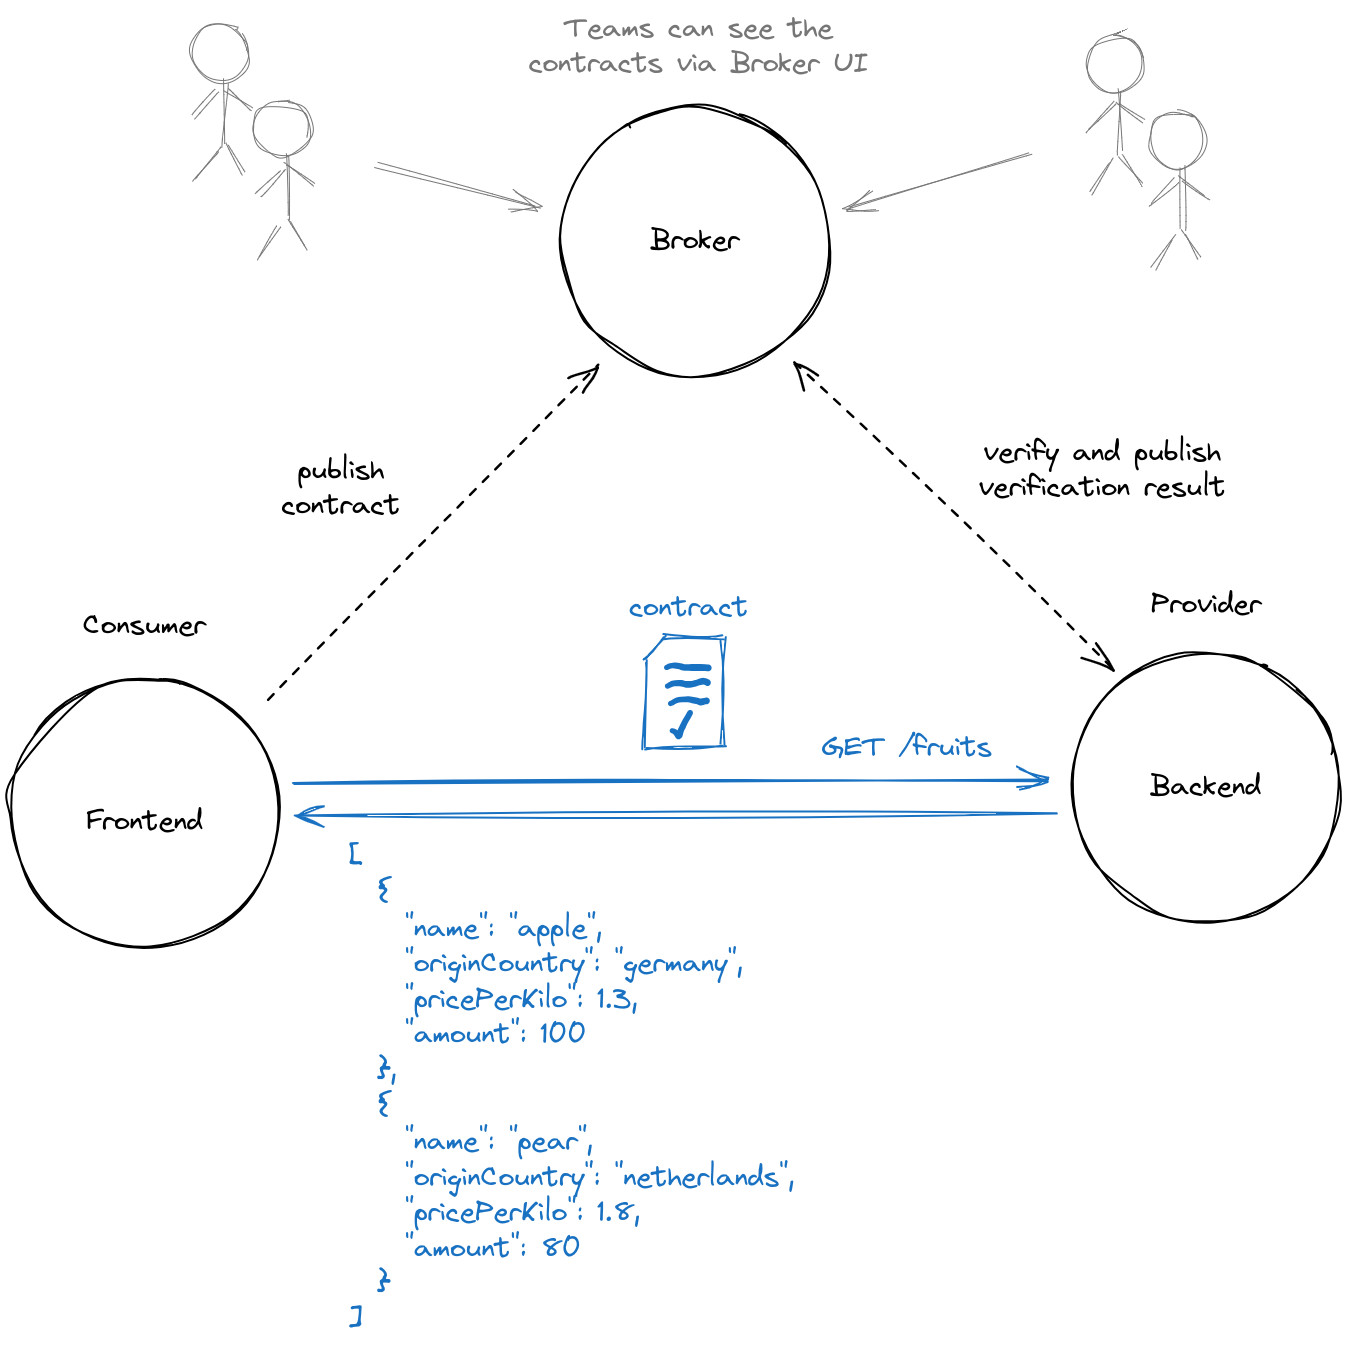 Teams can see the
contracts via Broker UI
Broker
publish
contract
verify and publish
verification result
Consumer
contract
Provider
GET /fruits
Frontend
Backend
[
{
"name": "apple",
"originCountry": "germany",
"pricePerKilo": 1.3,
"amount": 100
},
{
"name": "pear",
"originCountry": "netherlands",
"pricePerKilo": 1.8,
"amount": 80
}
]